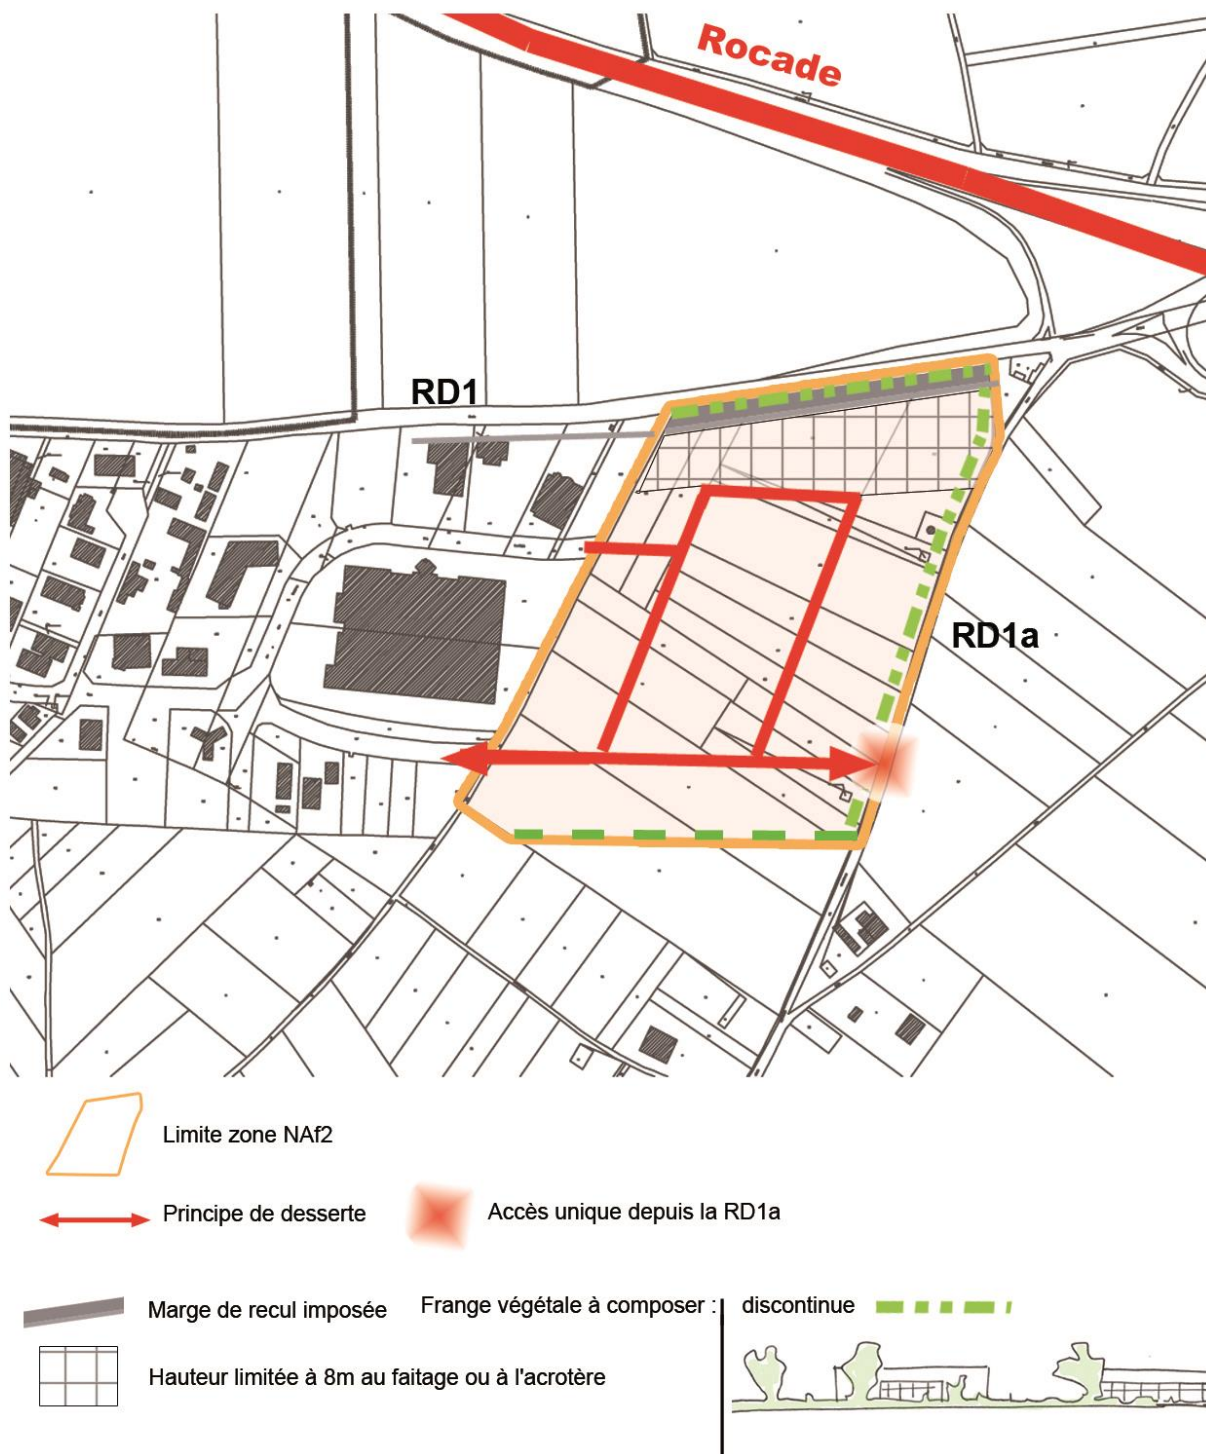 Rocade
RD1
RD1a
Limite zone NAf2
Principe de desserte
Accès unique depuis la RD1a
Marge de recul imposée
Frange végétale à composer :
discontinue
Hauteur limitée à 8m au faitage ou à l'acrotère